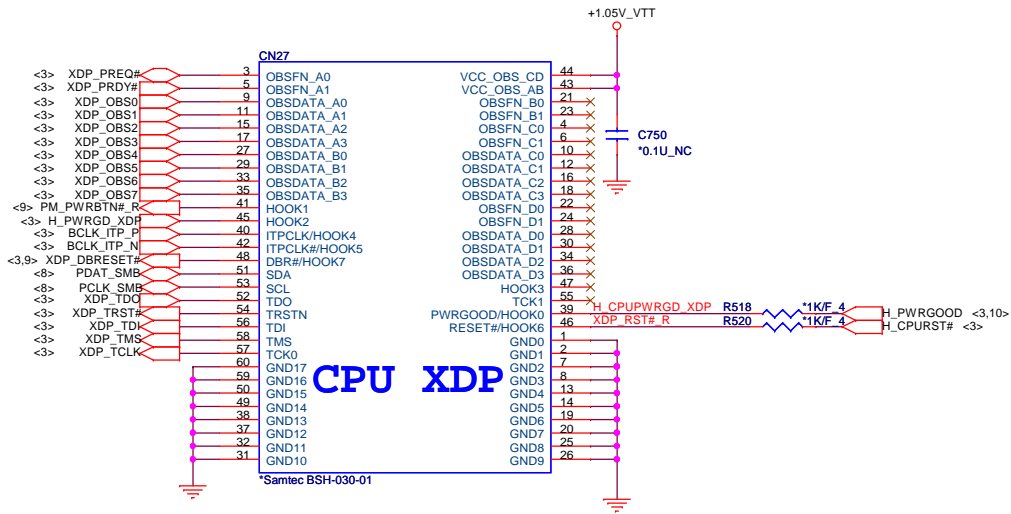 +1.05V_VTT
CN27
<3> XDP_PREQ# 3 OBSFN_A0 VCC_OBS_CD 44
<3> XDP_PRDY# 5 OBSFN_A1 VCC_OBS_AB 43
<3> XDP_OBS0 9 OBSDATA_A0 OBSFN_B0 21
<3> XDP_OBS1 11 OBSDATA_A1 OBSFN_B1 23
<3> XDP_OBS2 15 OBSDATA_A2 OBSFN_C0 4
<3> XDP_OBS3 17 OBSDATA_A3 OBSFN_C1 6
<3> XDP_OBS4 27 OBSDATA_B0 OBSDATA_C0 10
<3> XDP_OBS5 29 OBSDATA_B1 OBSDATA_C1 12
<3> XDP_OBS6 33 OBSDATA_B2 OBSDATA_C2 16
<3> XDP_OBS7 35 OBSDATA_B3 OBSDATA_C3 18
<9> PM_PWRBTN#_R 41 HOOK1 OBSFN_D0 22
<3> H_PWRGD_XDP 45 HOOK2 OBSFN_D1 24
<3> BCLK_ITP_P 40 ITPCLK/HOOK4 OBSDATA_D0 28
<3> BCLK_ITP_N 42 ITPCLK#/HOOK5 OBSDATA_D1 30
<3,9> XDP_DBRESET# 48 DBR#/HOOK7 OBSDATA_D2 34
<8> PDAT_SMB 51 SDA OBSDATA_D3 36
<8> PCLK_SMB 53 SCL HOOK3 47
<3> XDP_TDO 52 TDO TCK1 55
<3> XDP_TRST# 54 TRSTN PWRGOOD/HOOK0 39 H_CPUPWRGD_XDP R518 *1K/F_4 H_PWRGOOD <3,10>
<3> XDP_TDI 56 TDI RESET#/HOOK6 46 XDP_RST#_R R520 *1K/F_4 H_CPURST# <3>
<3> XDP_TMS 58 TMS GND0 1
<3> XDP_TCLK 57 TCK0 GND1 2
60 GND17 GND2 7
59 GND16 GND3 8
50 GND15 GND4 13
49 GND14 GND5 14
38 GND13 GND6 19
37 GND12 GND7 20
32 GND11 GND8 25
31 GND10 GND9 26
CPU XDP
*Samtec BSH-030-01
C750
*0.1U_NC